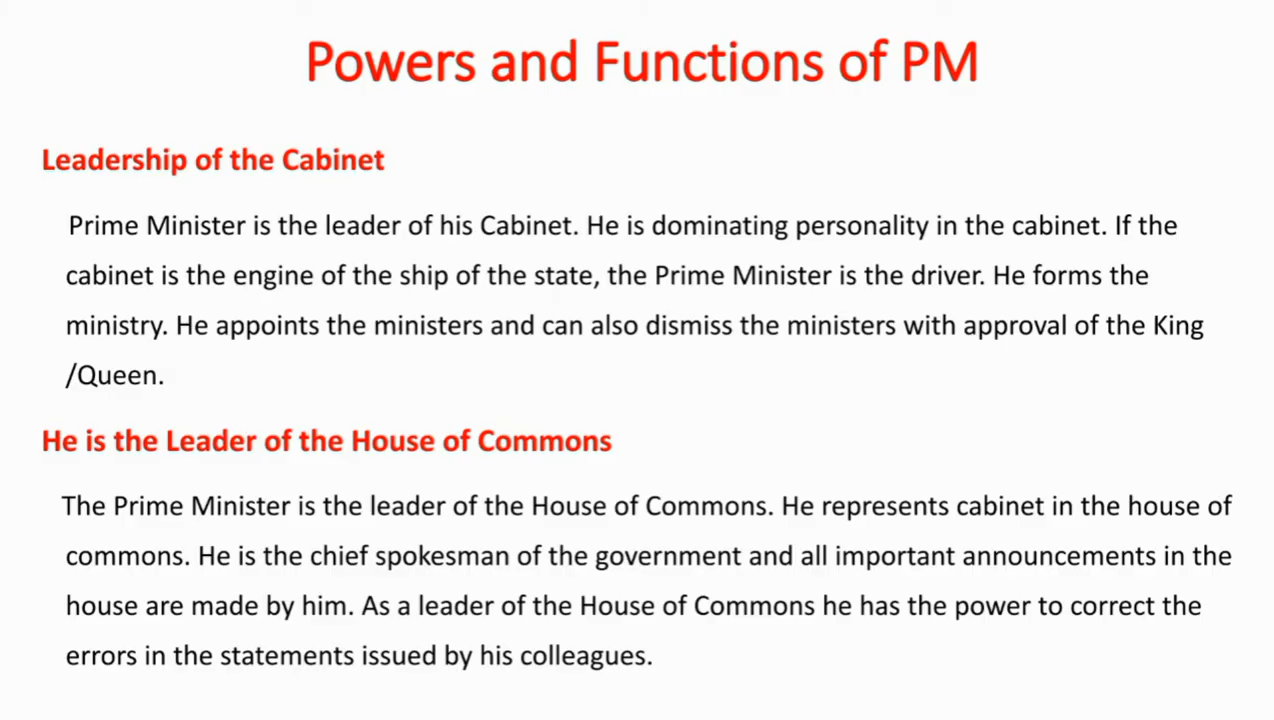 Powers and Functions of PM
Leadership of the Cabinet
Prime Minister is the leader of his Cabinet. He is dominating personality in the cabinet. If the
cabinet is the engine of the ship of the state, the Prime Minister is the driver. He forms the
ministry. He appoints the ministers and can also dismiss the ministers with approval of the King
/Queen.
He is the Leader of the House of Commons
The Prime Minister is the leader of the House of Commons. He represents cabinet in the house of
commons. He is the chief spokesman of the government and all important announcements in the
house are made by him. As a leader of the House of Commons he has the power to correct the
errors in the statements issued by his colleagues.